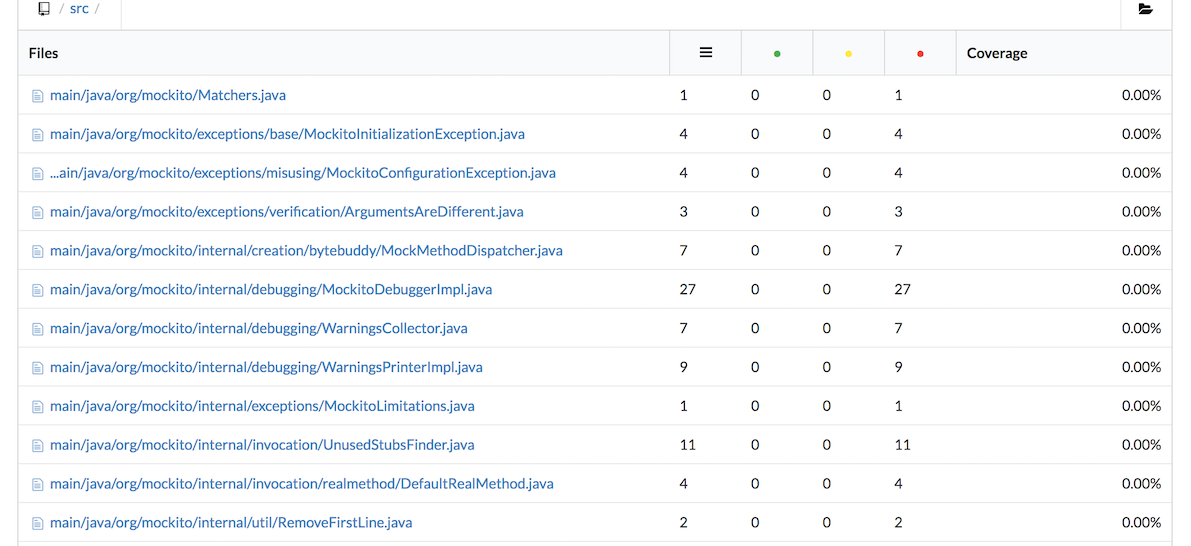 / src /
Files Coverage
main/java/org/mockito/Matchers.java 1 0 0 1 0.00%
main/java/org/mockito/exceptions/base/MockitoInitializationException.java 4 0 0 4 0.00%
...ain/java/org/mockito/exceptions/misusing/MockitoConfigurationException.java 4 0 0 4 0.00%
main/java/org/mockito/exceptions/verification/ArgumentsAreDifferent.java 3 0 0 3 0.00%
main/java/org/mockito/internal/creation/bytebuddy/MockMethodDispatcher.java 7 0 0 7 0.00%
main/java/org/mockito/internal/debugging/MockitoDebuggerImpl.java 27 0 0 27 0.00%
main/java/org/mockito/internal/debugging/WarningsCollector.java 7 0 0 7 0.00%
main/java/org/mockito/internal/debugging/WarningsPrinterImpl.java 9 0 0 9 0.00%
main/java/org/mockito/internal/exceptions/MockitoLimitations.java 1 0 0 1 0.00%
main/java/org/mockito/internal/invocation/UnusedStubsFinder.java 11 0 0 11 0.00%
main/java/org/mockito/internal/invocation/realmethod/DefaultRealMethod.java 4 0 0 4 0.00%
main/java/org/mockito/internal/util/RemoveFirstLine.java 2 0 0 2 0.00%